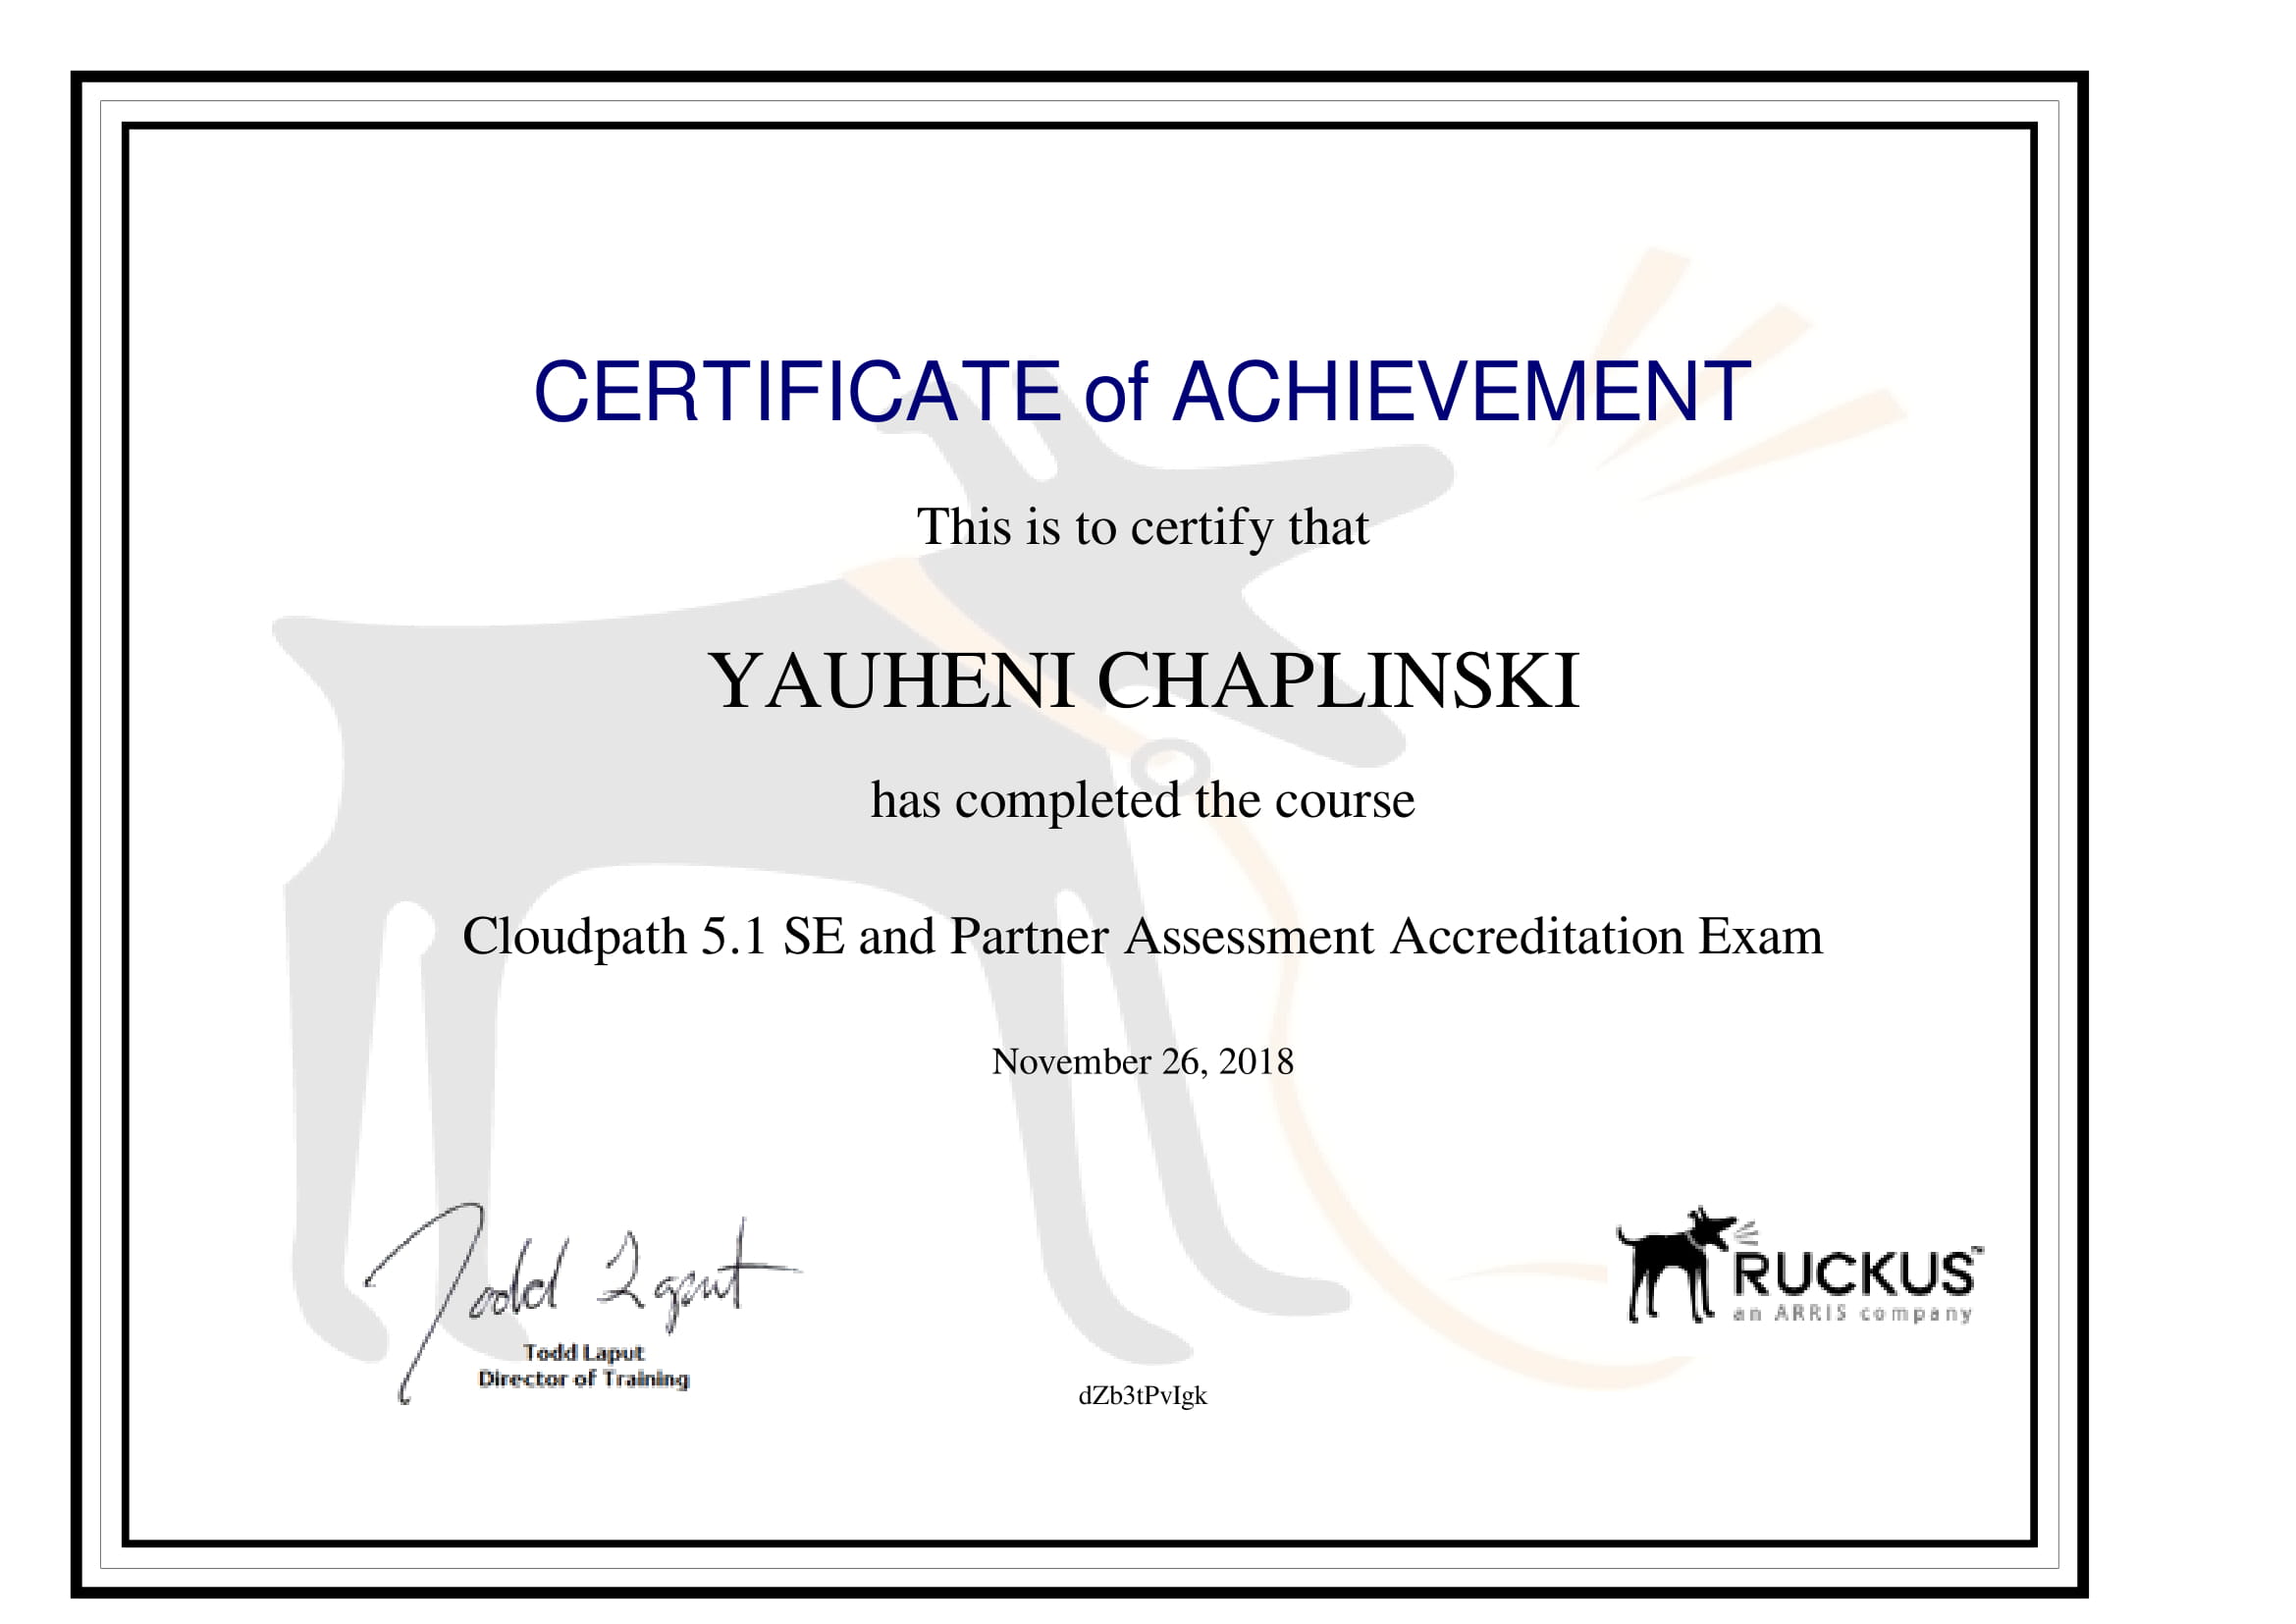 CERTIFICATE of ACHIEVEMENT
This is to certify that
YAUHENI CHAPLINSKI
has completed the course
Cloudpath 5.1 SE and Partner Assessment Accreditation Exam
November 26, 2018
Todd Laput
Todd Laput
Director of Training
dZb3tPvIgk
RUCKUS™
an ARRIS company